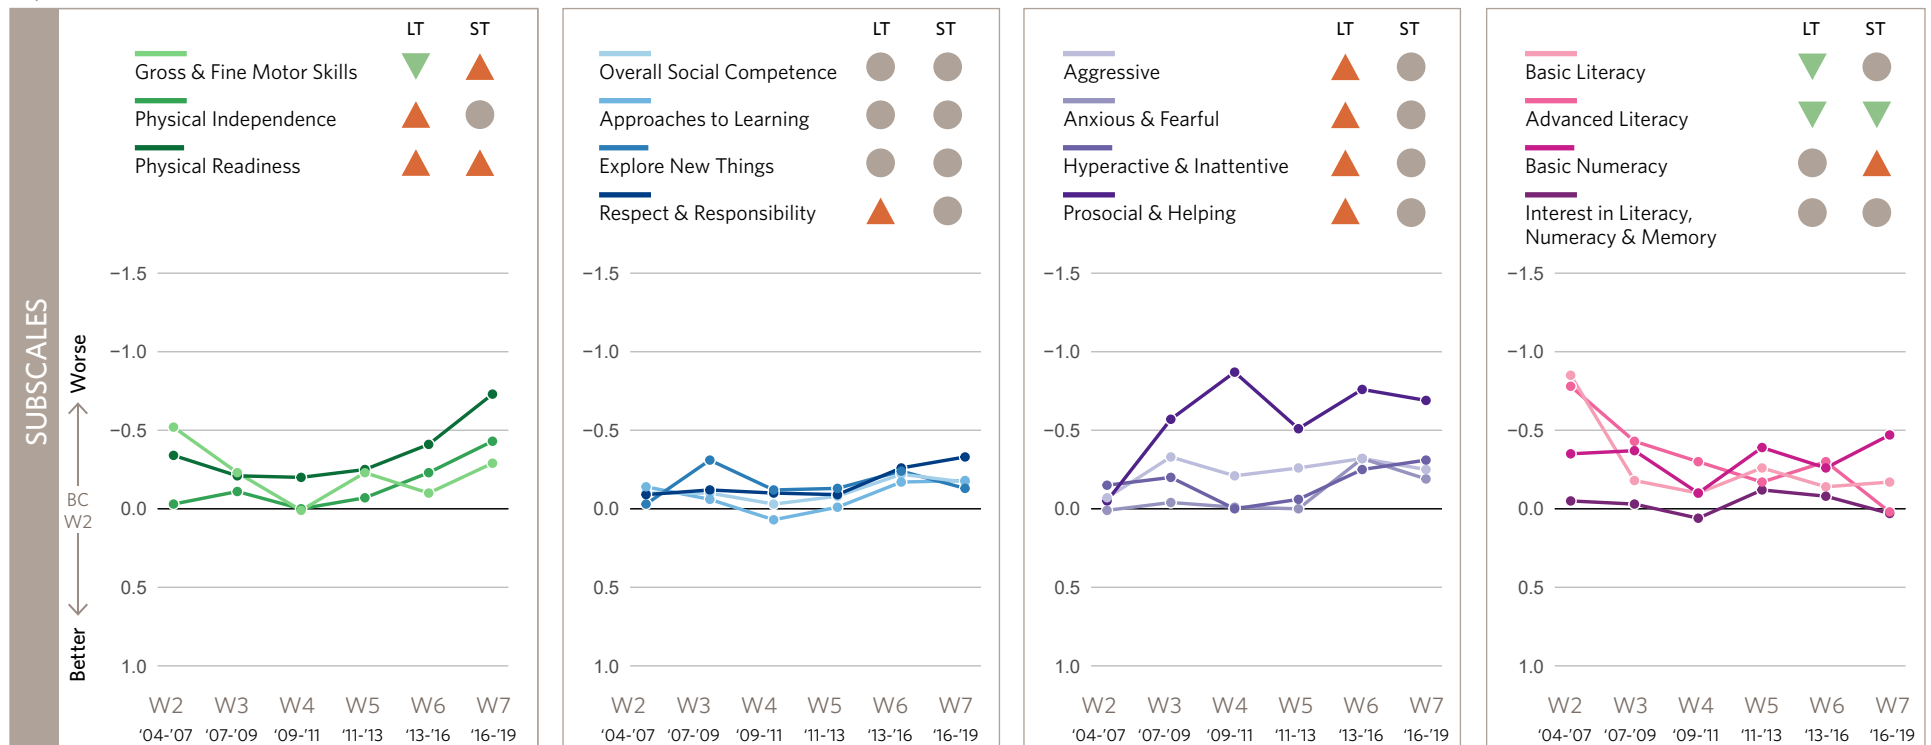 SUBSCALES
Worse
BC
W2
Better
LT ST
Gross & Fine Motor Skills
Physical Independence
Physical Readiness
−1.5
−1.0
−0.5
0.0
0.5
1.0
W2 W3 W4 W5 W6 W7
‘04-’07 ‘07-’09 ‘09-’11 ‘11-’13 ‘13-’16 ‘16-’19
LT ST
Overall Social Competence
Approaches to Learning
Explore New Things
Respect & Responsibility
−1.5
−1.0
−0.5
0.0
0.5
1.0
W2 W3 W4 W5 W6 W7
‘04-’07 ‘07-’09 ‘09-’11 ‘11-’13 ‘13-’16 ‘16-’19
LT ST
Aggressive
Anxious & Fearful
Hyperactive & Inattentive
Prosocial & Helping
−1.5
−1.0
−0.5
0.0
0.5
1.0
W2 W3 W4 W5 W6 W7
‘04-’07 ‘07-’09 ‘09-’11 ‘11-’13 ‘13-’16 ‘16-’19
LT ST
Basic Literacy
Advanced Literacy
Basic Numeracy
Interest in Literacy,
Numeracy & Memory
−1.5
−1.0
−0.5
0.0
0.5
1.0
W2 W3 W4 W5 W6 W7
‘04-’07 ‘07-’09 ‘09-’11 ‘11-’13 ‘13-’16 ‘16-’19